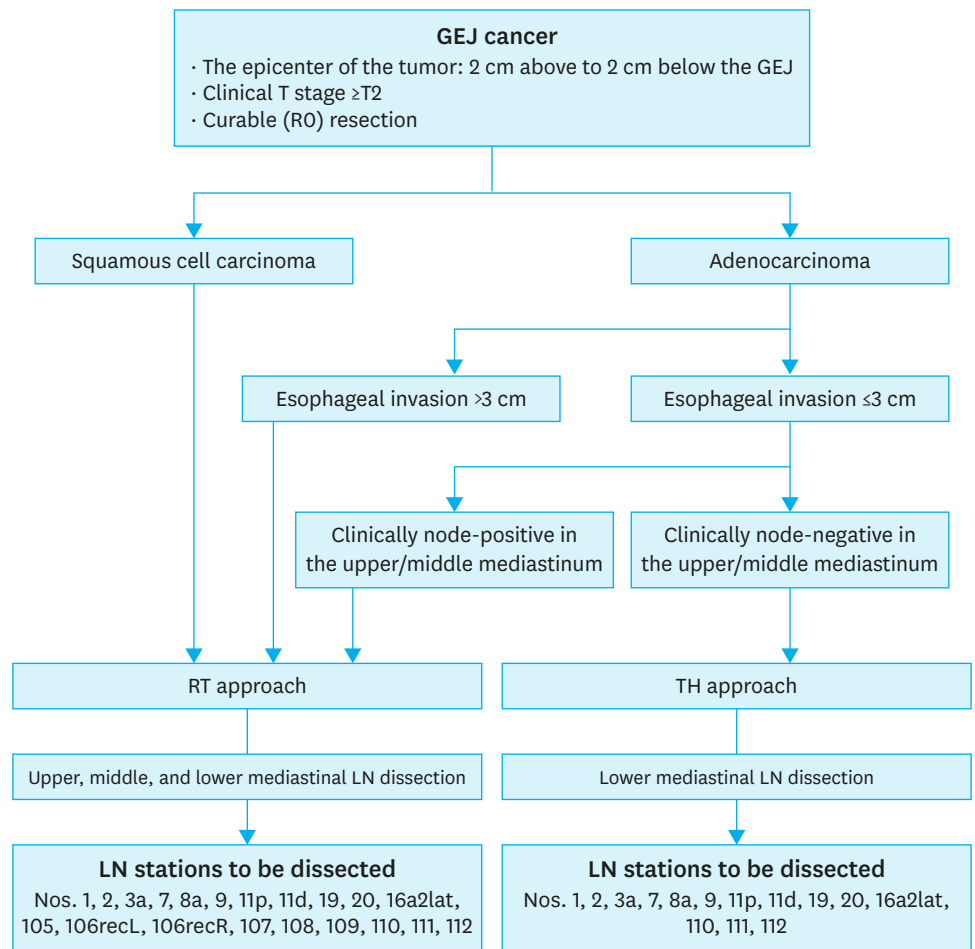 GEJ cancer
· The epicenter of the tumor: 2 cm above to 2 cm below the GEJ
· Clinical T stage ≥T2
· Curable (R0) resection
Squamous cell carcinoma
Adenocarcinoma
Esophageal invasion >3 cm
Esophageal invasion ≤3 cm
Clinically node-positive in
the upper/middle mediastinum
Clinically node-negative in
the upper/middle mediastinum
RT approach
TH approach
Upper, middle, and lower mediastinal LN dissection
Lower mediastinal LN dissection
LN stations to be dissected
Nos. 1, 2, 3a, 7, 8a, 9, 11p, 11d, 19, 20, 16a2lat,
105, 106recL, 106recR, 107, 108, 109, 110, 111, 112
LN stations to be dissected
Nos. 1, 2, 3a, 7, 8a, 9, 11p, 11d, 19, 20, 16a2lat,
110, 111, 112